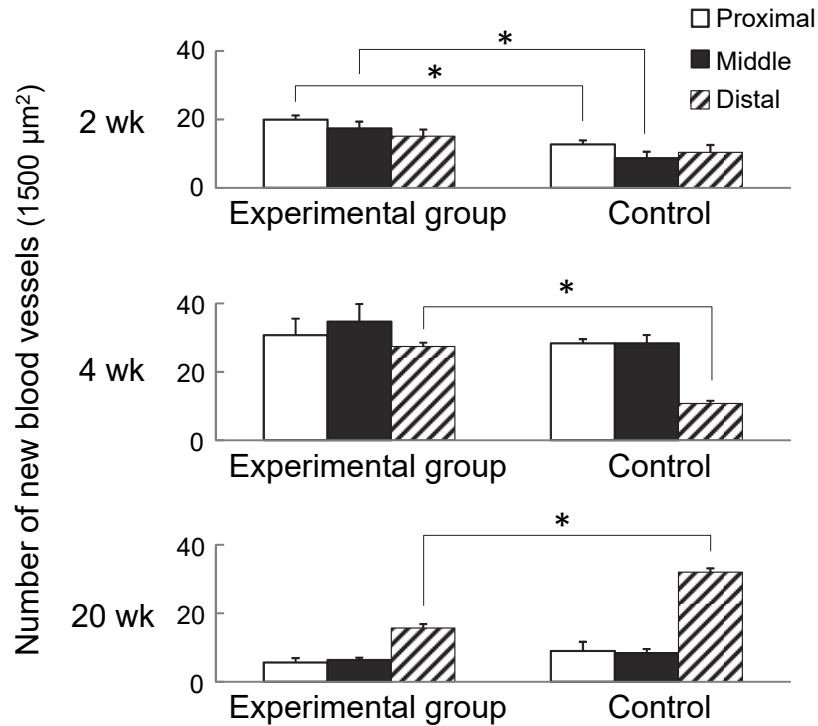 Proximal
Middle
Distal
Number of new blood vessels (1500 μm²)
2 wk
40
20
0
*
*
Experimental group
Control
4 wk
40
20
0
*
Experimental group
Control
20 wk
40
20
0
*
Experimental group
Control